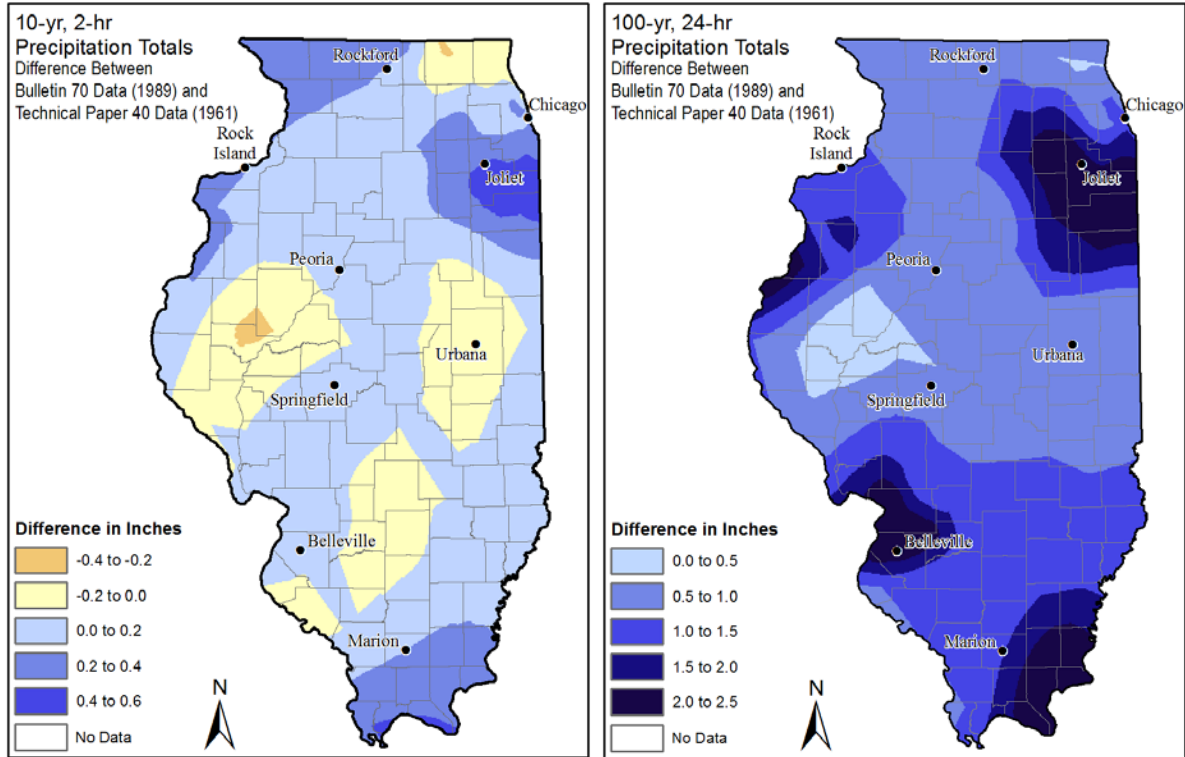 10-yr, 2-hr
Precipitation Totals
Difference Between
Bulletin 70 Data (1989) and
Technical Paper 40 Data (1961)
Rockford
Chicago
Rock
Island
Joliet
Peoria
Urbana
Springfield
Belleville
Marion
Difference in Inches
-0.4 to -0.2
-0.2 to 0.0
0.0 to 0.2
0.2 to 0.4
0.4 to 0.6
No Data
N
100-yr, 24-hr
Precipitation Totals
Difference Between
Bulletin 70 Data (1989) and
Technical Paper 40 Data (1961)
Rockford
Chicago
Rock
Island
Joliet
Peoria
Urbana
Springfield
Belleville
Marion
Difference in Inches
0.0 to 0.5
0.5 to 1.0
1.0 to 1.5
1.5 to 2.0
2.0 to 2.5
No Data
N